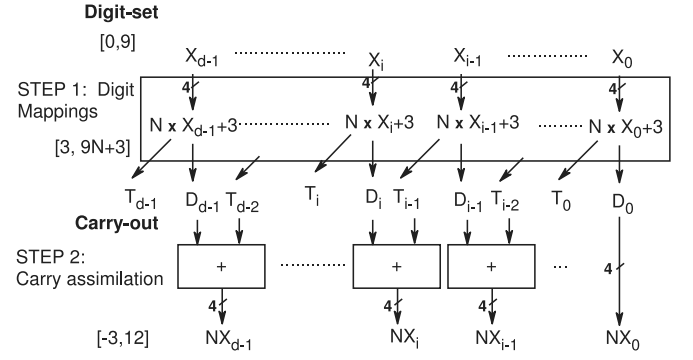 Digit-set
[0,9]
X_{d-1} X_i X_{i-1} X_0
4 4 4 4
STEP 1: Digit
Mappings
N x X_{d-1}+3 N x X_i+3 N x X_{i-1}+3 N x X_0+3
[3, 9N+3]
T_{d-1} D_{d-1} T_{d-2} T_i D_i T_{i-1} D_{i-1} T_{i-2} T_0 D_0
Carry-out
STEP 2:
Carry assimilation
+ + +
4
4 4 4
[-3,12] NX_{d-1} NX_i NX_{i-1} NX_0